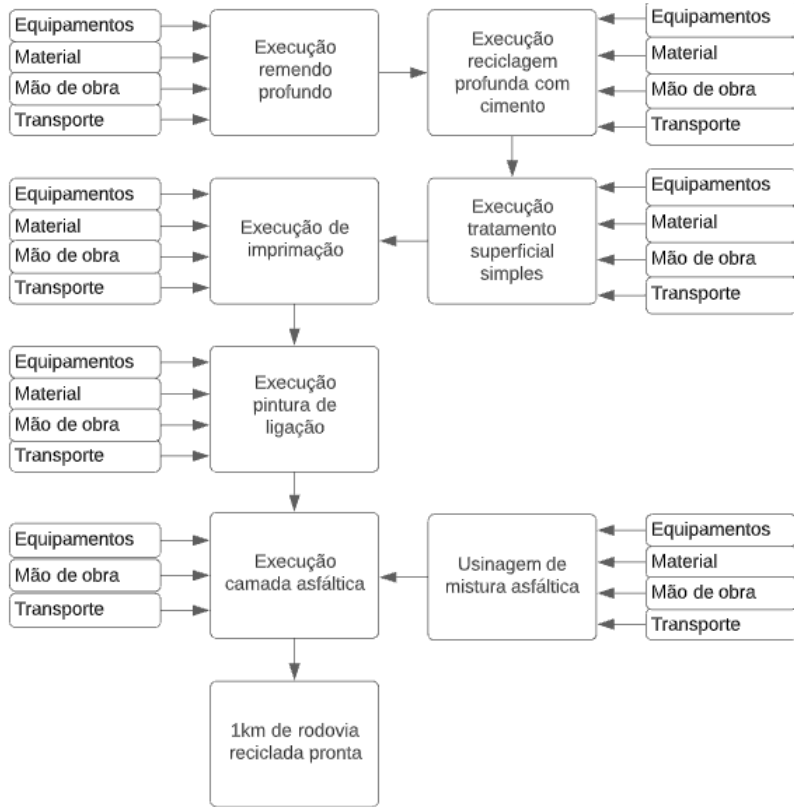 Equipamentos
Material
Mão de obra
Transporte
Execução
remendo
profundo
Execução
reciclagem
profunda com
cimento
Equipamentos
Material
Mão de obra
Transporte
Equipamentos
Material
Mão de obra
Transporte
Execução de
imprimação
Execução
tratamento
superficial
simples
Equipamentos
Material
Mão de obra
Transporte
Equipamentos
Material
Mão de obra
Transporte
Execução
pintura de
ligação
Equipamentos
Mão de obra
Transporte
Execução
camada asfáltica
Usinagem de
mistura asfáltica
Equipamentos
Material
Mão de obra
Transporte
1km de rodovia
reciclada pronta